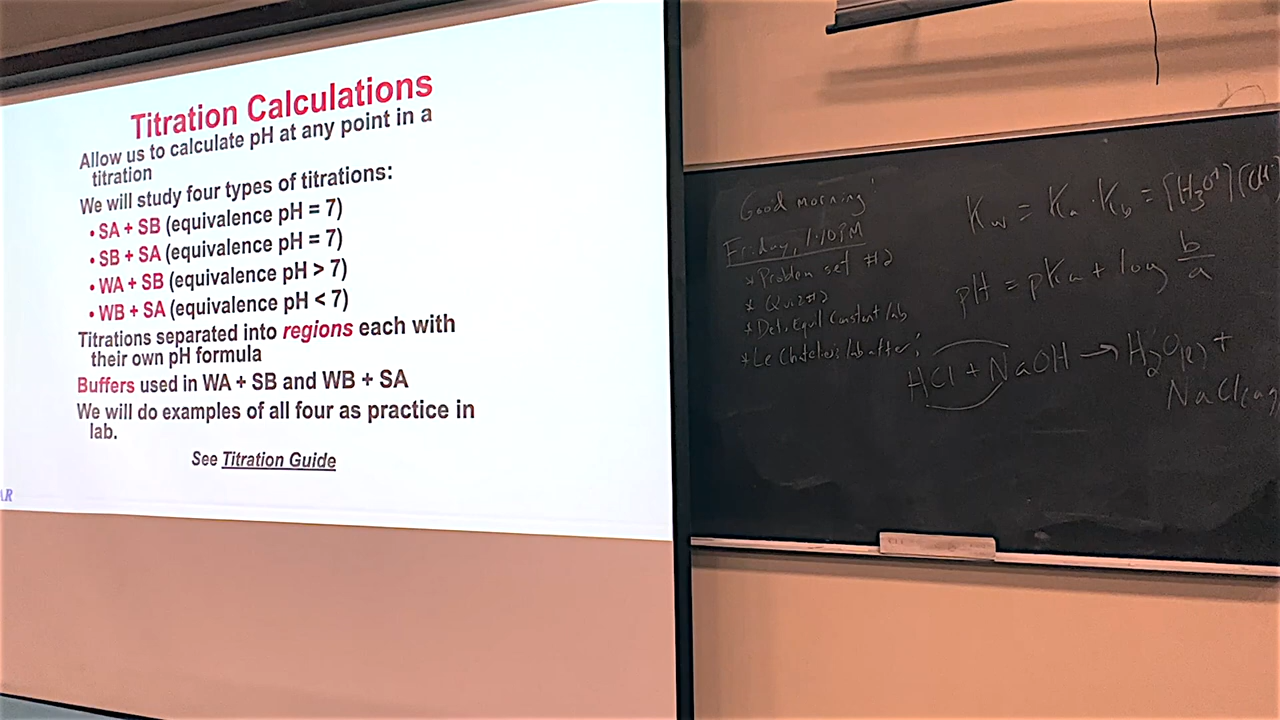 Titration Calculations
Allow us to calculate pH at any point in a
titration
We will study four types of titrations:
• SA + SB (equivalence pH = 7)
• SB + SA (equivalence pH = 7)
• WA + SB (equivalence pH > 7)
• WB + SA (equivalence pH < 7)
Titrations separated into regions each with
their own pH formula
Buffers used in WA + SB and WB + SA
We will do examples of all four as practice in
lab.
See Titration Guide
AR
Good morning!
Friday, 1:10 PM
* Problem set #2
* Quiz #2
* Det. Equil Constant lab
* Le Chatelier's lab after!
Kw = Ka · Kb = [H3O+][OH
pH = pKa + log b/a
HCl + NaOH → H2O(l) +
NaCl(aq